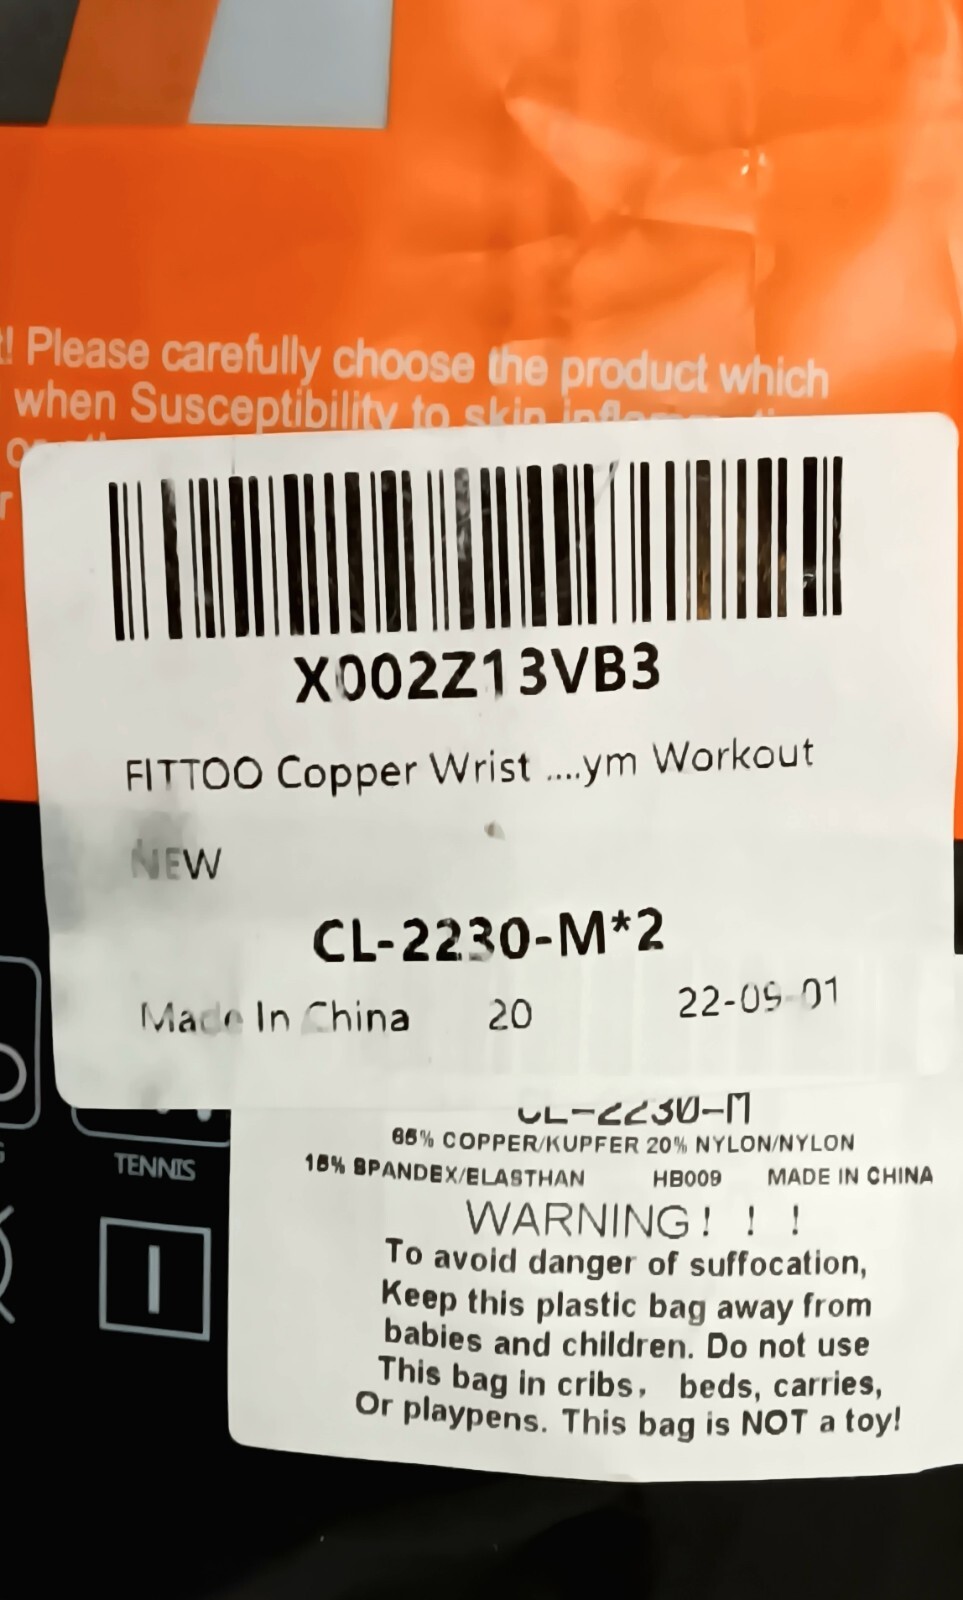 ! Please carefully choose the product which
when Susceptibility to skin
X002Z13VB3
FITTOO Copper Wrist ....ym Workout
NEW
CL-2230-M*2
Made In China 20 22-09-01
CL-2230-M
65% COPPER/KUPFER 20% NYLON/NYLON
15% SPANDEX/ELASTHAN HB009 MADE IN CHINA
TENNIS
WARNING! ! !
To avoid danger of suffocation,
Keep this plastic bag away from
babies and children. Do not use
This bag in cribs, beds, carries,
Or playpens. This bag is NOT a toy!